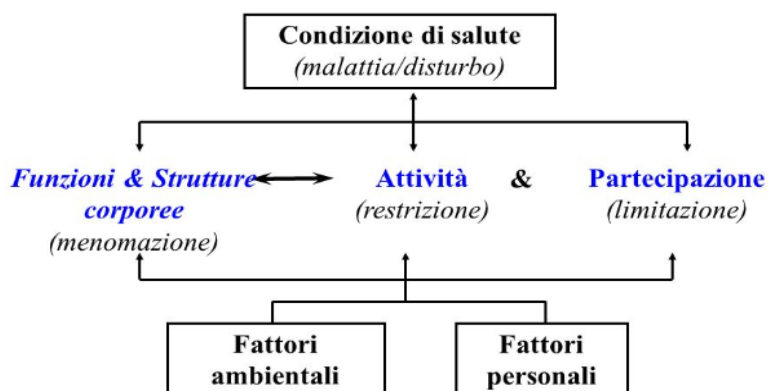 Condizione di salute
(malattia/disturbo)
Funzioni & Strutture
corporee
(menomazione)
Attività
(restrizione)
&
Partecipazione
(limitazione)
Fattori
ambientali
Fattori
personali